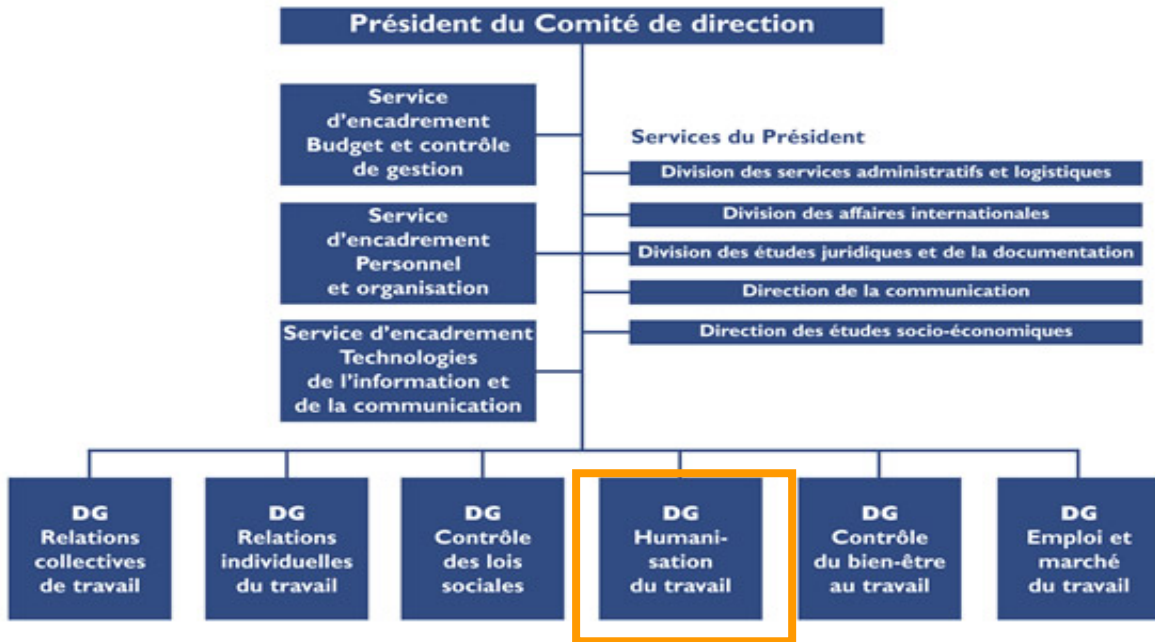 Président du Comité de direction
Service
d'encadrement
Budget et contrôle
de gestion
Services du Président
Division des services administratifs et logistiques
Service
d'encadrement
Personnel
et organisation
Division des affaires internationales
Division des études juridiques et de la documentation
Direction de la communication
Service d'encadrement
Technologies
de l'information et
de la communication
Direction des études socio-économiques
DG
Relations
collectives
de travail
DG
Relations
individuelles
du travail
DG
Contrôle
des lois
sociales
DG
Humani-
sation
du travail
DG
Contrôle
du bien-être
au travail
DG
Emploi et
marché
du travail